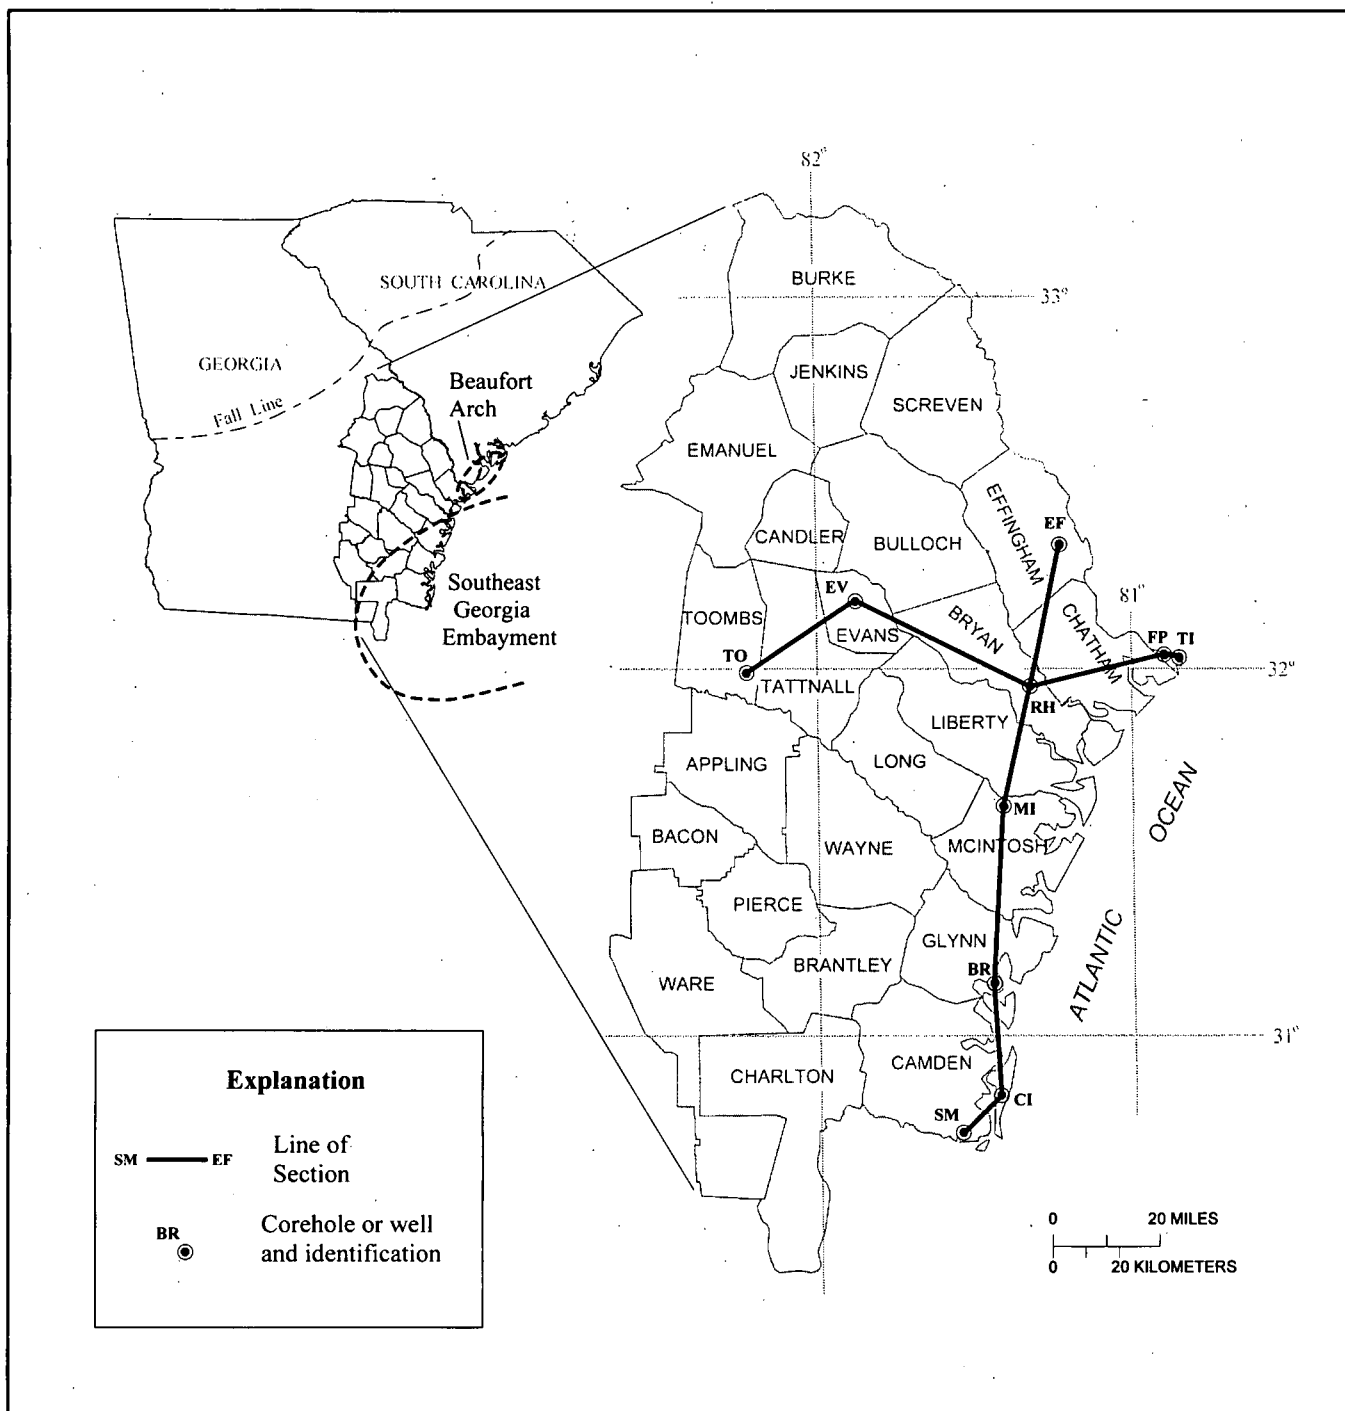 82°
BURKE
33°
SOUTH CAROLINA
GEORGIA
JENKINS
Beaufort
Arch
SCREVEN
Fall Line
EMANUEL
EFFINGHAM
EF
CANDLER
BULLOCH
Southeast
Georgia
Embayment
EV
81°
TOOMBS
EVANS
BRYAN
CHATHAM
FP
TI
TO
32°
TATTNALL
RH
LIBERTY
APPLING
LONG
OCEAN
MI
BACON
WAYNE
MCINTOSH
PIERCE
GLYNN
ATLANTIC
BRANTLEY
BR
WARE
31°
CAMDEN
CHARLTON
CI
SM
Explanation
SM
EF
Line of
Section
BR
Corehole or well
and identification
0
20 MILES
0
20 KILOMETERS